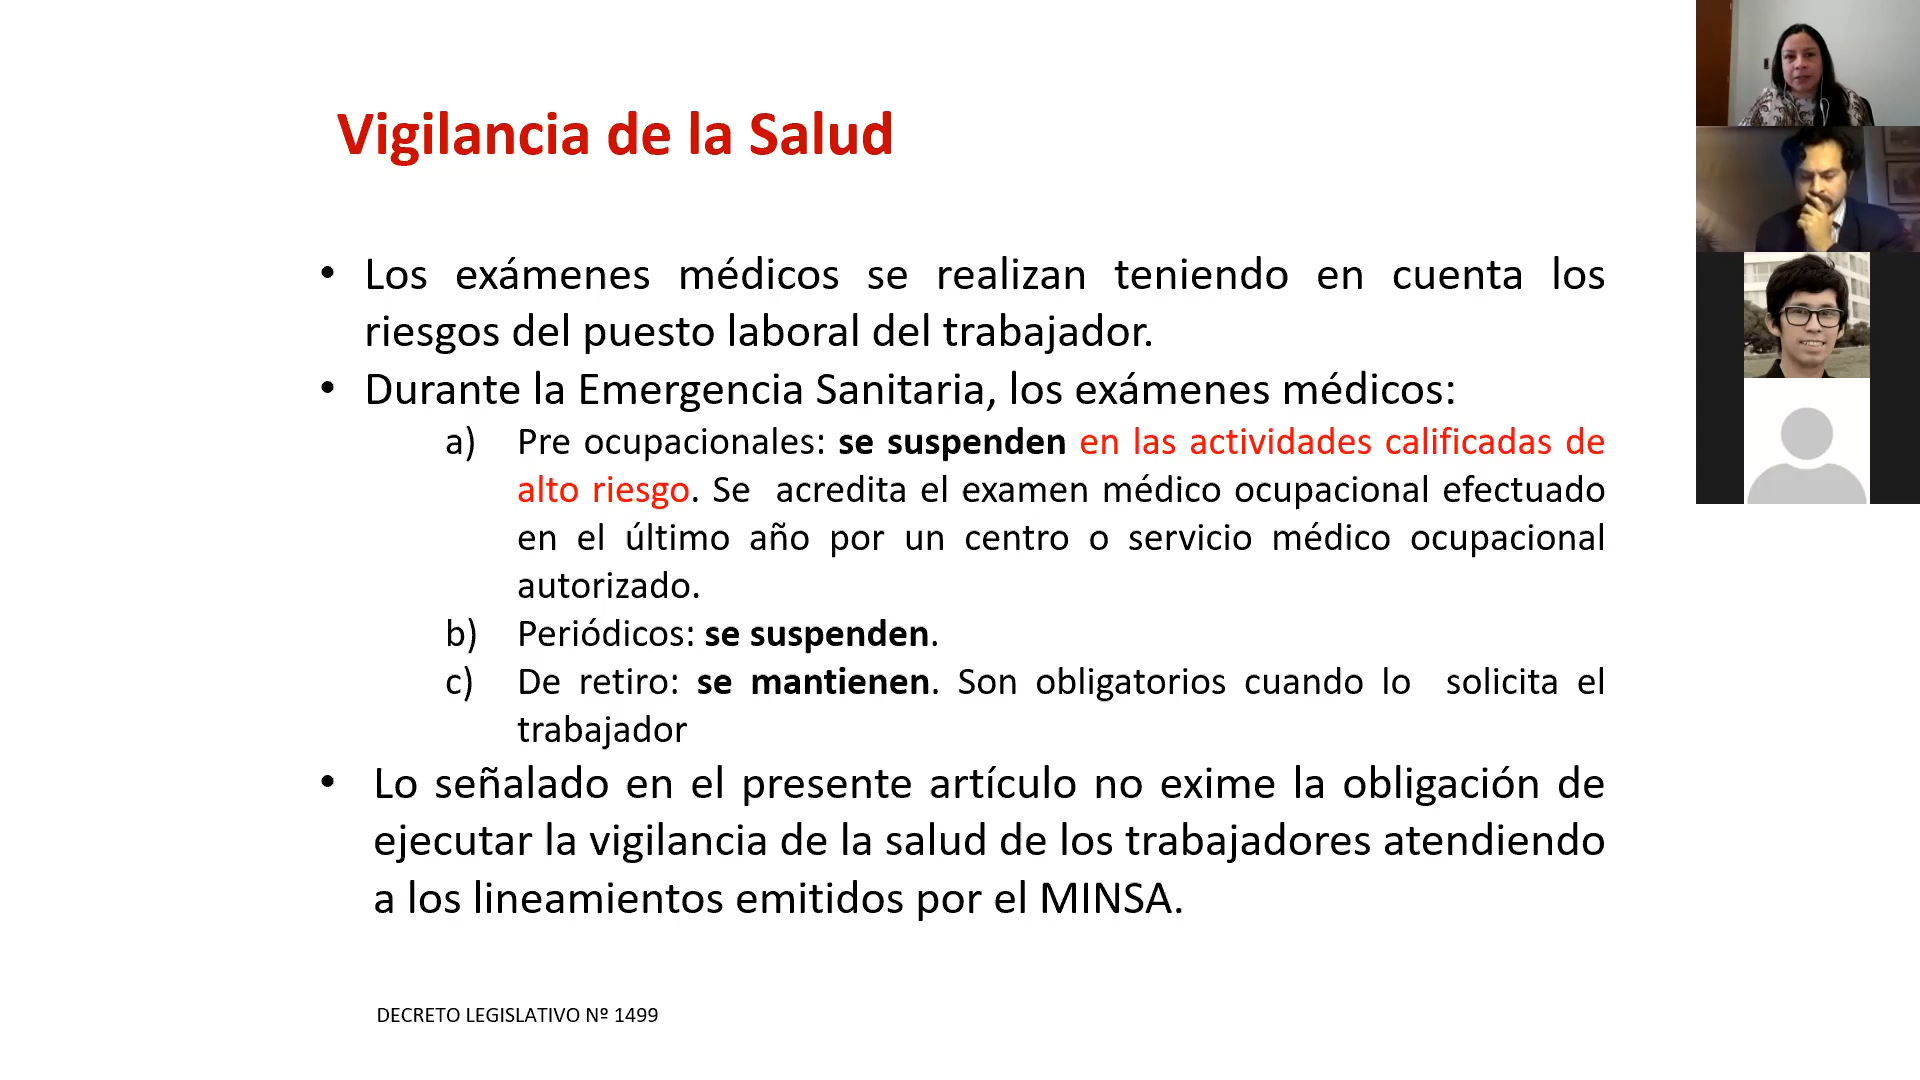 Vigilancia de la Salud
• Los exámenes médicos se realizan teniendo en cuenta los
riesgos del puesto laboral del trabajador.
• Durante la Emergencia Sanitaria, los exámenes médicos:
a) Pre ocupacionales: se suspenden en las actividades calificadas de
alto riesgo. Se acredita el examen médico ocupacional efectuado
en el último año por un centro o servicio médico ocupacional
autorizado.
b) Periódicos: se suspenden.
c) De retiro: se mantienen. Son obligatorios cuando lo solicita el
trabajador
• Lo señalado en el presente artículo no exime la obligación de
ejecutar la vigilancia de la salud de los trabajadores atendiendo
a los lineamientos emitidos por el MINSA.
DECRETO LEGISLATIVO Nº 1499